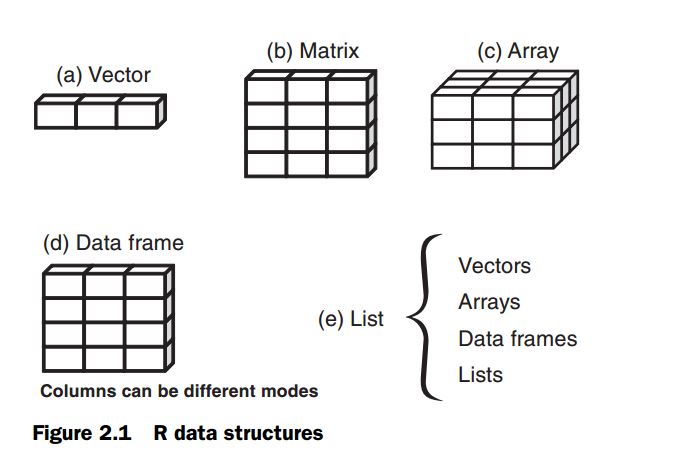 (a) Vector
(b) Matrix
(c) Array
(d) Data frame
Columns can be different modes
(e) List
Vectors
Arrays
Data frames
Lists
Figure 2.1 R data structures